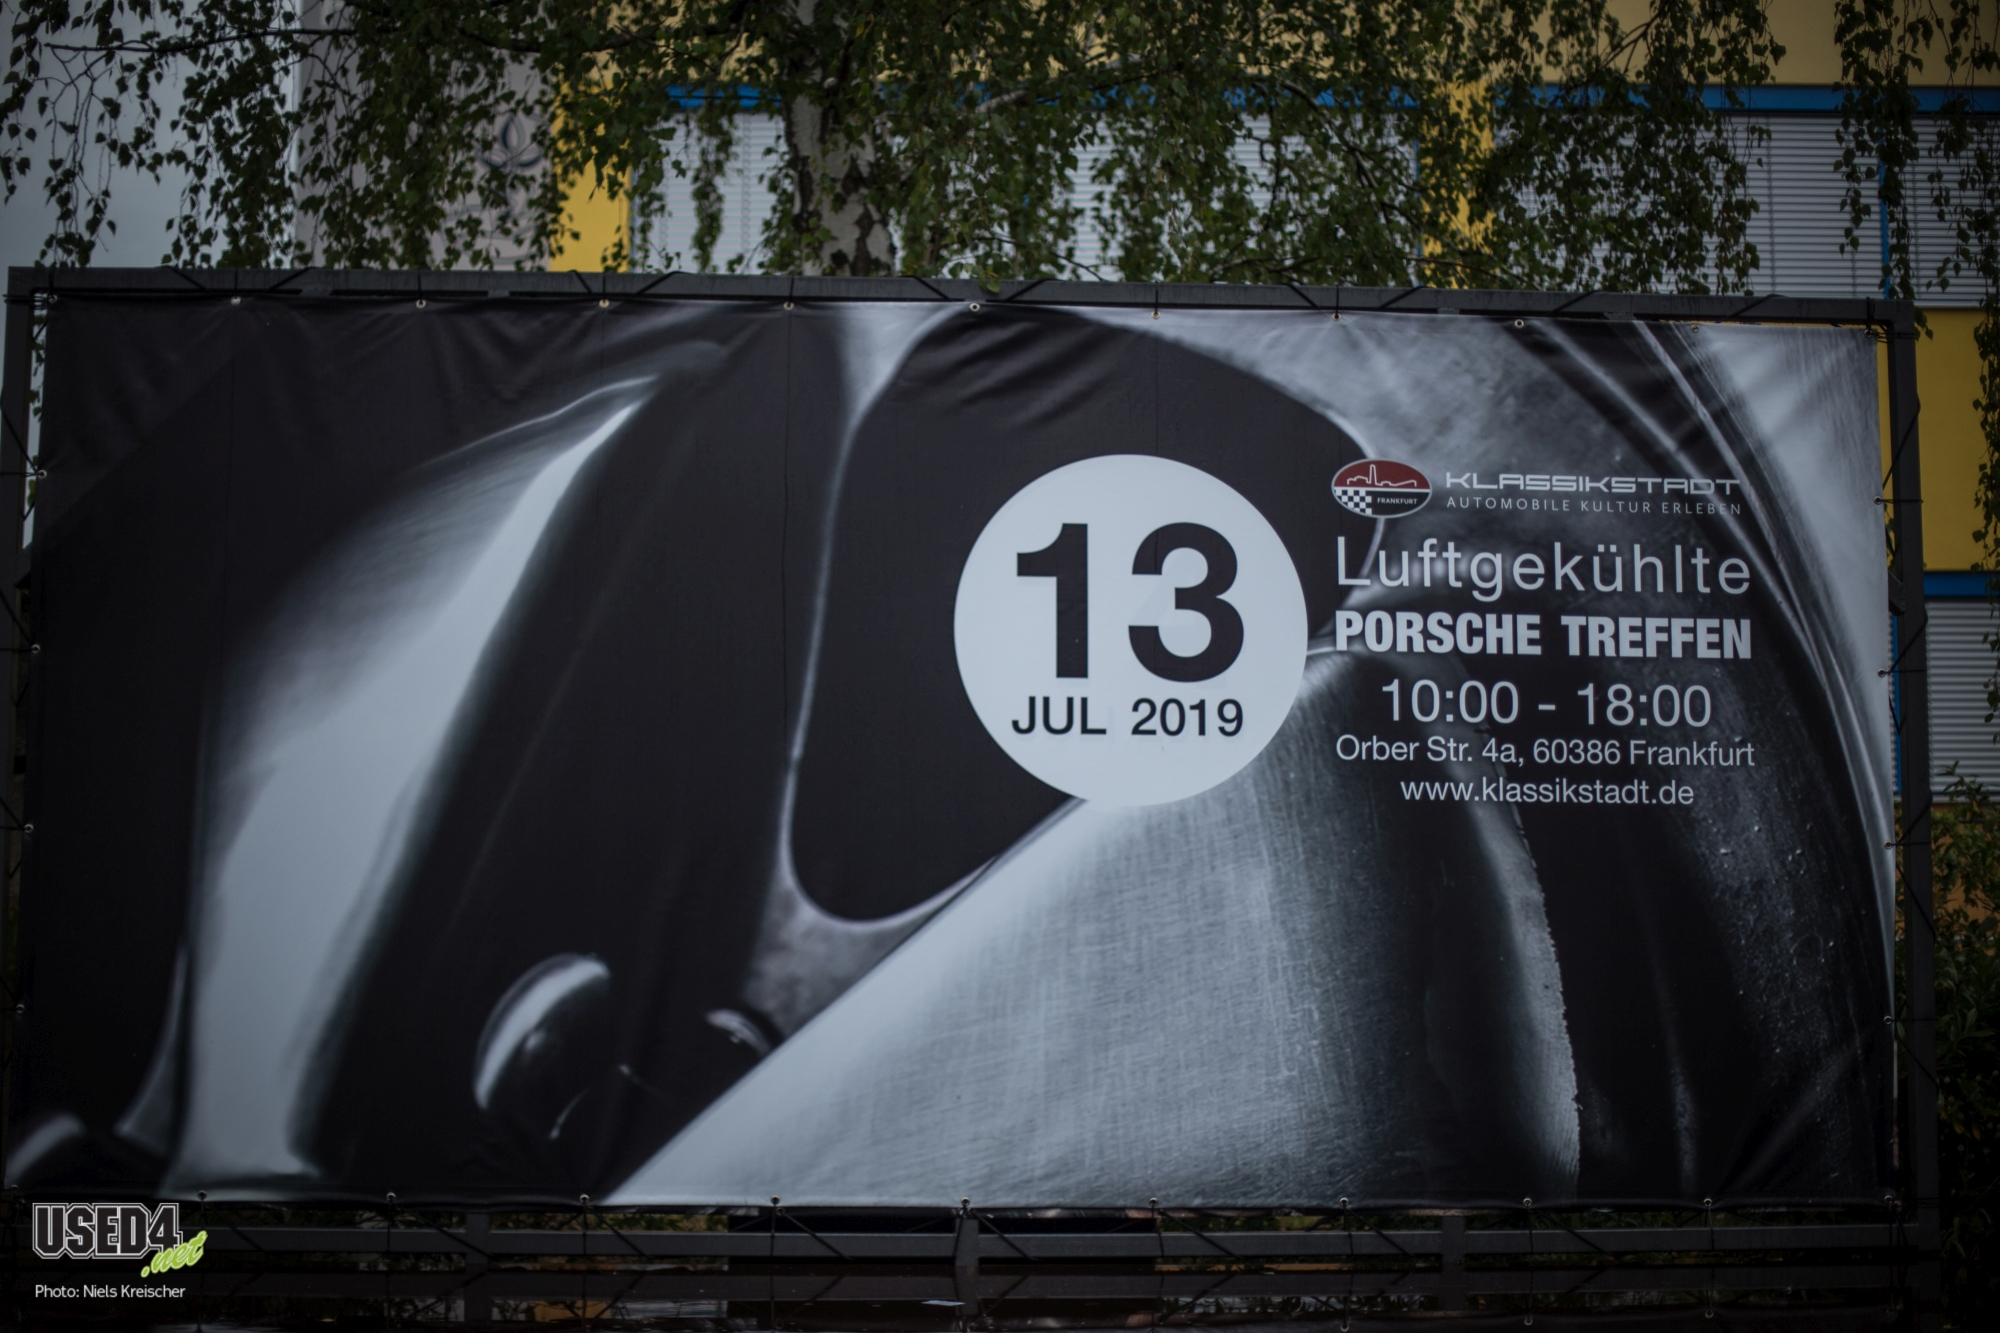 FRANKFURT
KLASSIKSTADT
AUTOMOBILE KULTUR ERLEBEN
13
JUL 2019
Luftgekühlte
PORSCHE TREFFEN
10:00 - 18:00
Orber Str. 4a, 60386 Frankfurt
www.klassikstadt.de
USED4
.net
Photo: Niels Kreischer